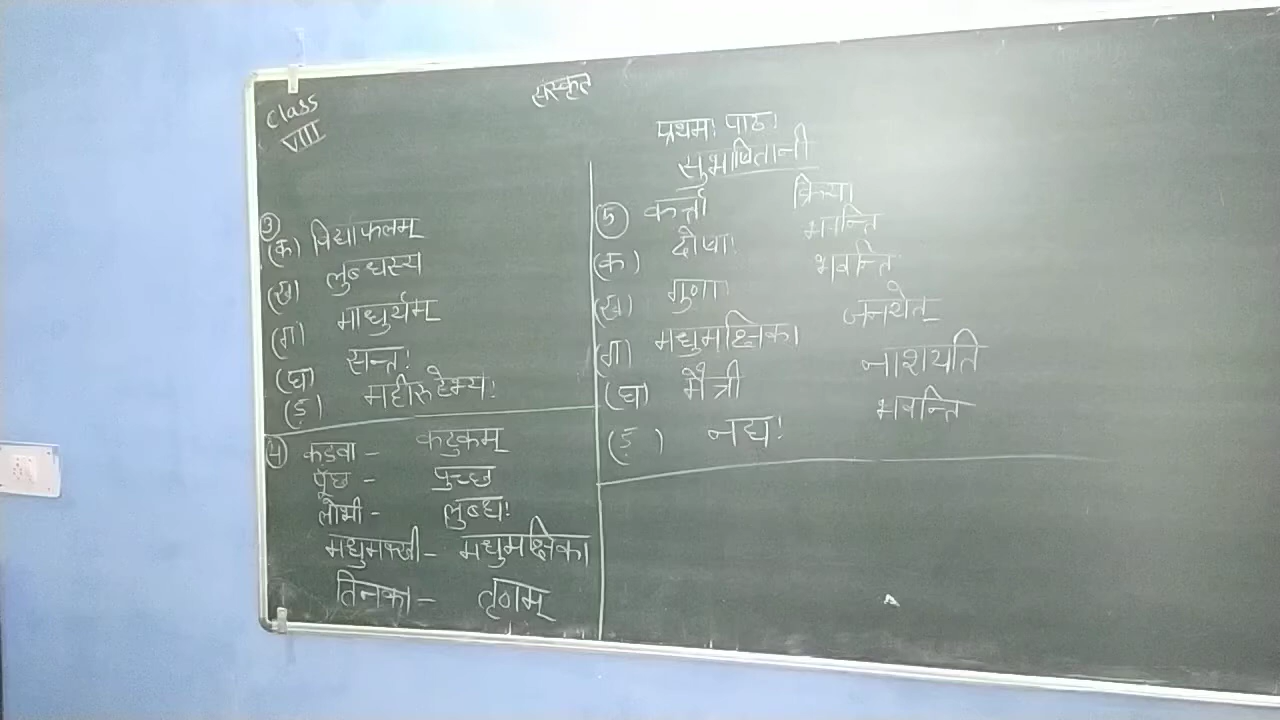 Class
VIII
संस्कृत
प्रथमः पाठः
सुभाषितानी
③
(क) विद्याफलम्
(ख) लुब्धस्य
(ग) माधुर्यम्
(घ) सन्तः
(ङ) महीरुहेभ्यः
④ कडवा - कटुकम्
पूँछ - पुच्छ
लोभी - लुब्धः
मधुमक्खी - मधुमक्षिका
तिनका - तृणम्
⑤ कर्त्ता क्रिया
(क) दोषाः भवन्ति
(ख) गुणाः भवन्ति
(ग) मधुमक्षिका जनयेत्
(घ) मैत्री नाशयति
(ङ) नद्यः भवन्ति